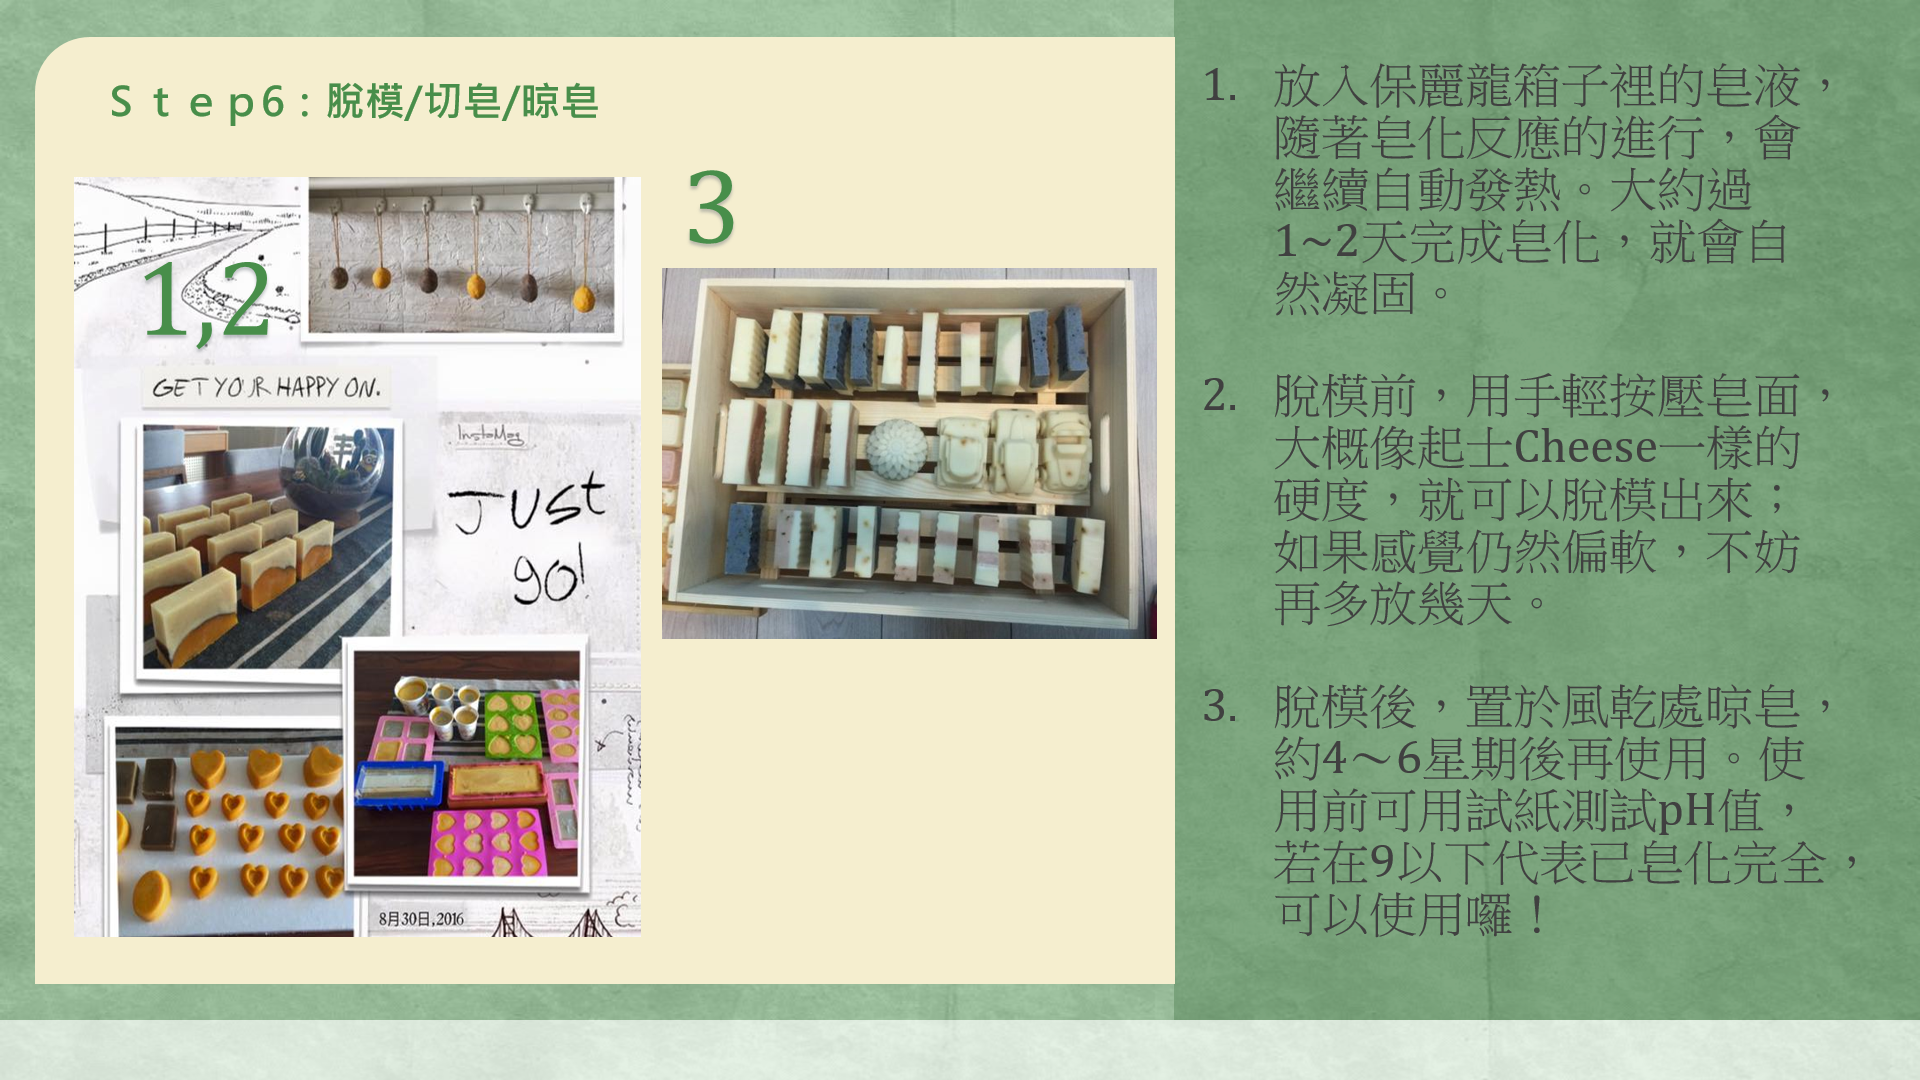 Ｓｔｅｐ6：脫模/切皂/晾皂
1,2
GET YOUR HAPPY ON.
InstaMag
JUST
go!
8月30日,2016
3
1. 放入保麗龍箱子裡的皂液，
隨著皂化反應的進行，會
繼續自動發熱。大約過
1~2天完成皂化，就會自
然凝固。
2. 脫模前，用手輕按壓皂面，
大概像起士Cheese一樣的
硬度，就可以脫模出來；
如果感覺仍然偏軟，不妨
再多放幾天。
3. 脫模後，置於風乾處晾皂，
約4～6星期後再使用。使
用前可用試紙測試pH值，
若在9以下代表已皂化完全，
可以使用囉！